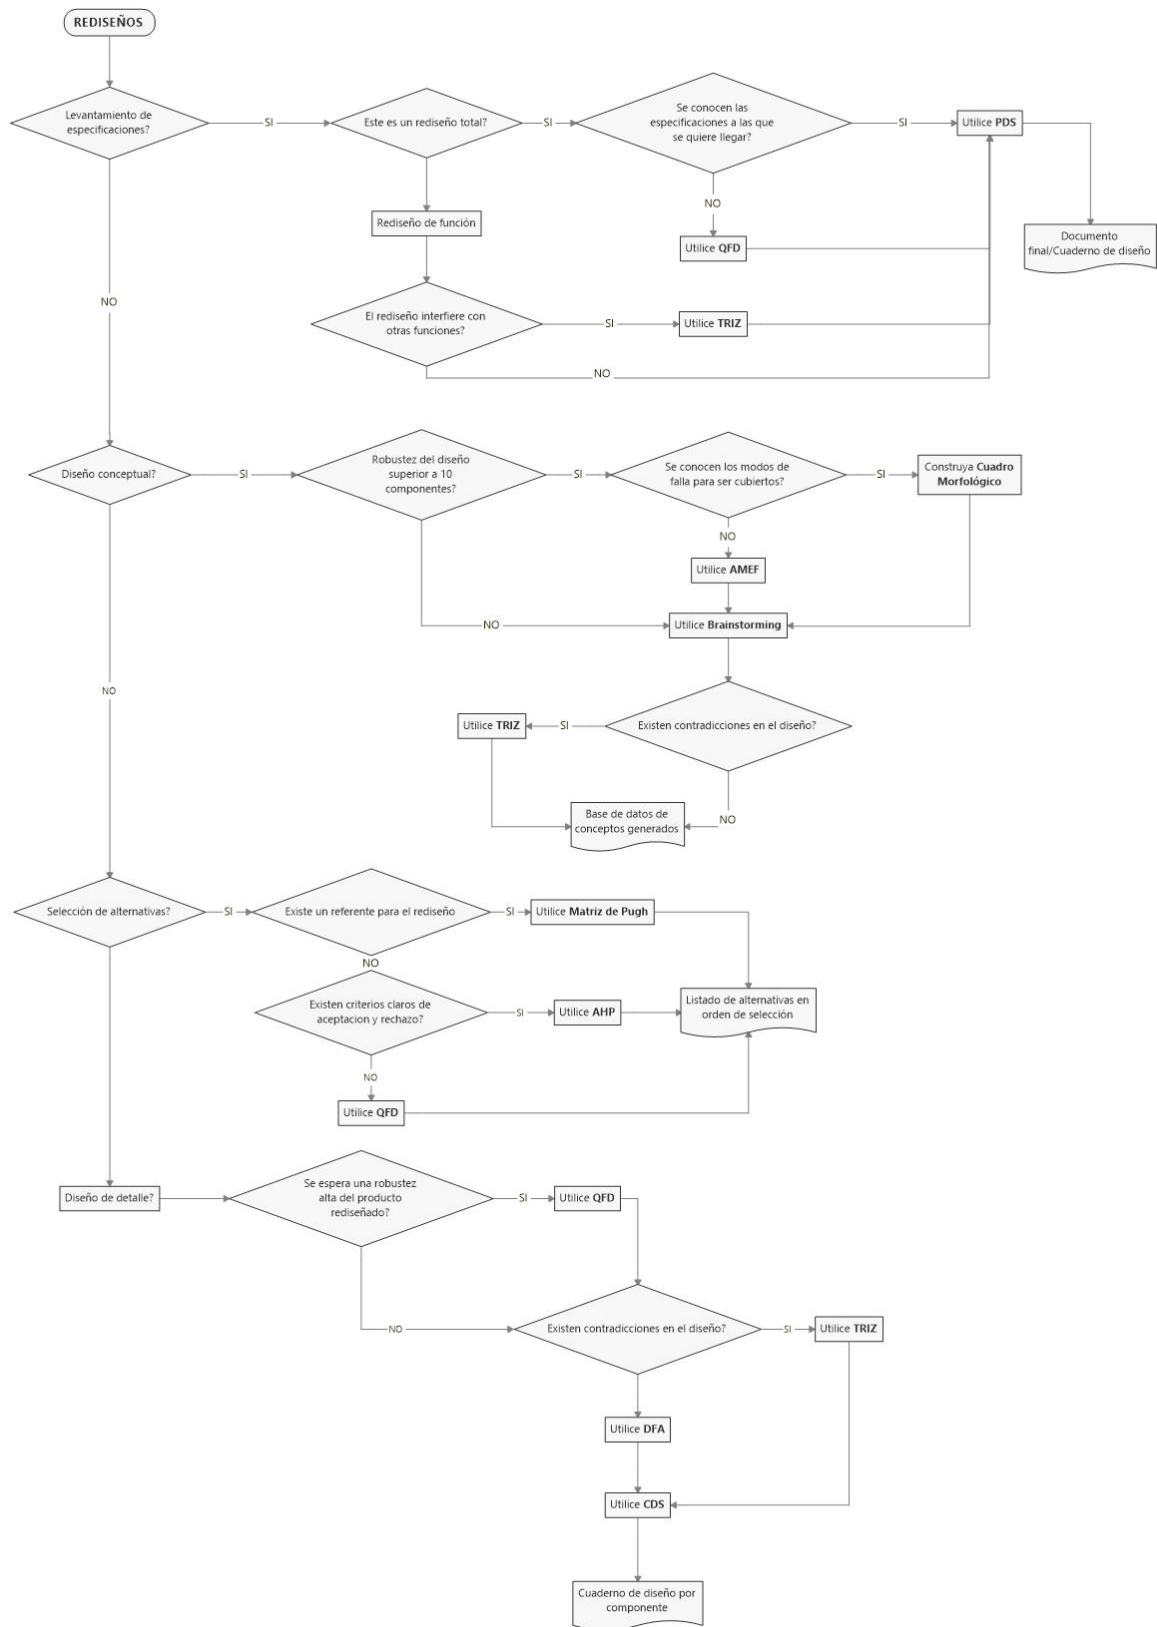 REDISEÑOS
Levantamiento de
especificaciones?
SI
Este es un rediseño total?
SI
Se conocen las
especificaciones a las que
se quiere llegar?
SI
Utilice PDS
NO
Rediseño de función
Utilice QFD
Documento
final/Cuaderno de diseño
NO
El rediseño interfiere con
otras funciones?
SI
Utilice TRIZ
NO
Diseño conceptual?
SI
Robustez del diseño
superior a 10
componentes?
SI
Se conocen los modos de
falla para ser cubiertos?
SI
Construya Cuadro
Morfológico
NO
Utilice AMEF
NO
Utilice Brainstorming
NO
Utilice TRIZ
SI
Existen contradicciones en el diseño?
Base de datos de
conceptos generados
NO
Selección de alternativas?
SI
Existe un referente para el rediseño
SI
Utilice Matriz de Pugh
NO
Existen criterios claros de
aceptacion y rechazo?
SI
Utilice AHP
Listado de alternativas en
orden de selección
NO
Utilice QFD
Diseño de detalle?
Se espera una robustez
alta del producto
rediseñado?
SI
Utilice QFD
NO
Existen contradicciones en el diseño?
SI
Utilice TRIZ
Utilice DFA
Utilice CDS
Cuaderno de diseño por
componente